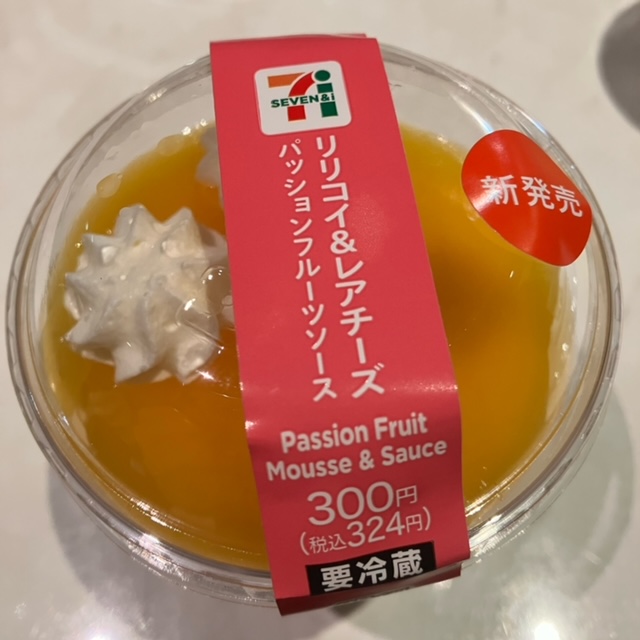 SEVEN&i
リリコイ&レアチーズ
パッションフルーツソース
新発売
Passion Fruit
Mousse & Sauce
300円
(税込324円)
要冷蔵